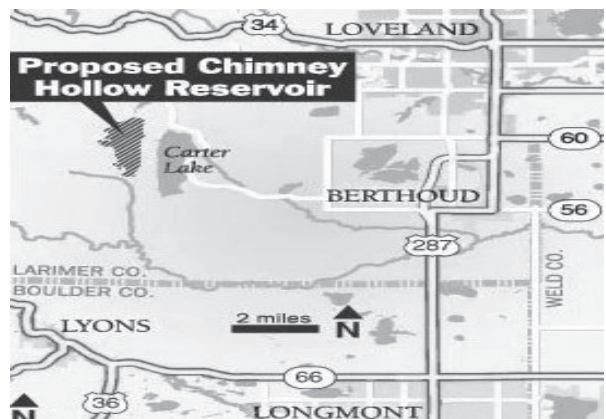 34
LOVELAND
Proposed Chimney
Hollow Reservoir
Carter
Lake
60
BERTHOUD
56
287
LARIMER CO.
BOULDER CO.
WELD CO.
2 miles
N
LYONS
66
36
N
LONGMONT